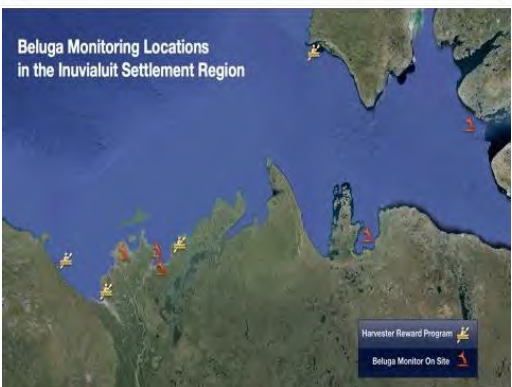 Beluga Monitoring Locations
in the Inuvialuit Settlement Region
Harvester Reward Program
Beluga Monitor On Site